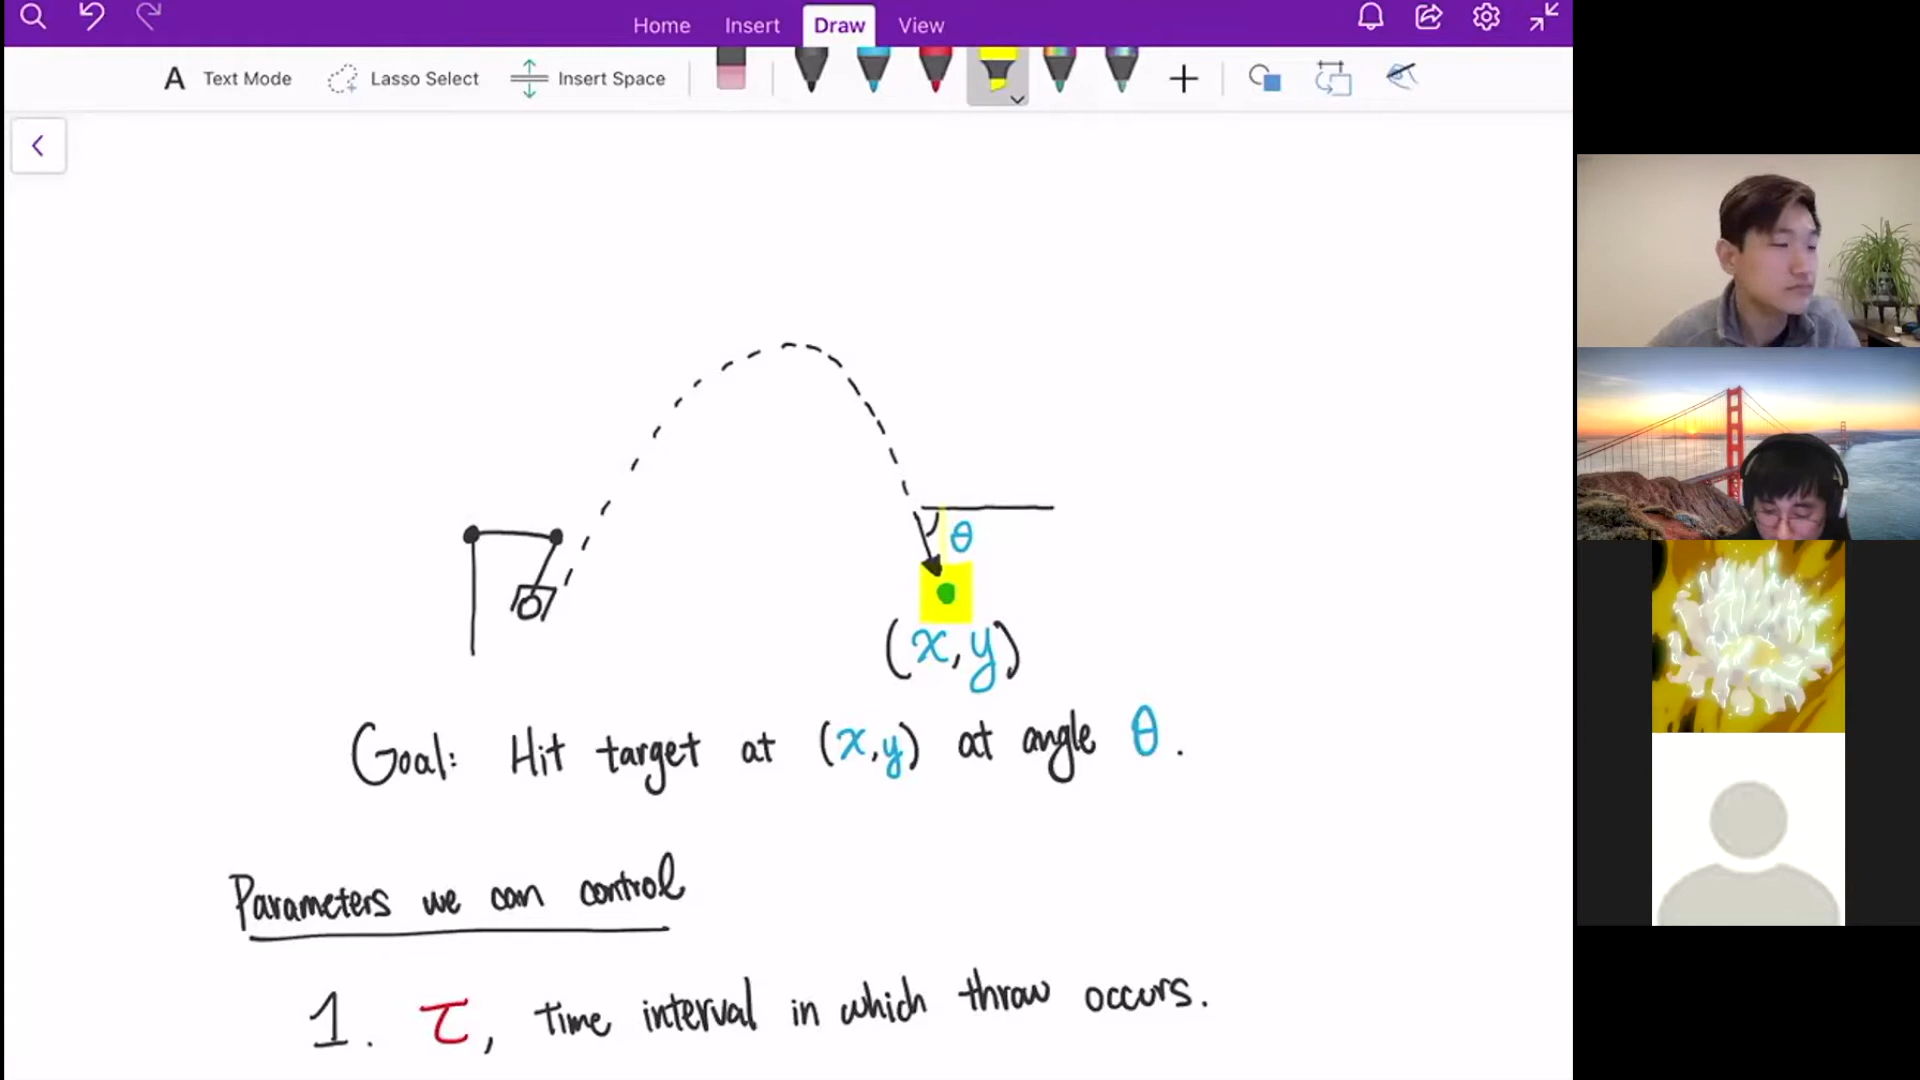 Home Insert Draw View
A Text Mode Lasso Select Insert Space
θ
(x,y)
Goal: Hit target at (x,y) at angle θ.
Parameters we can control
1. τ, time interval in which throw occurs.